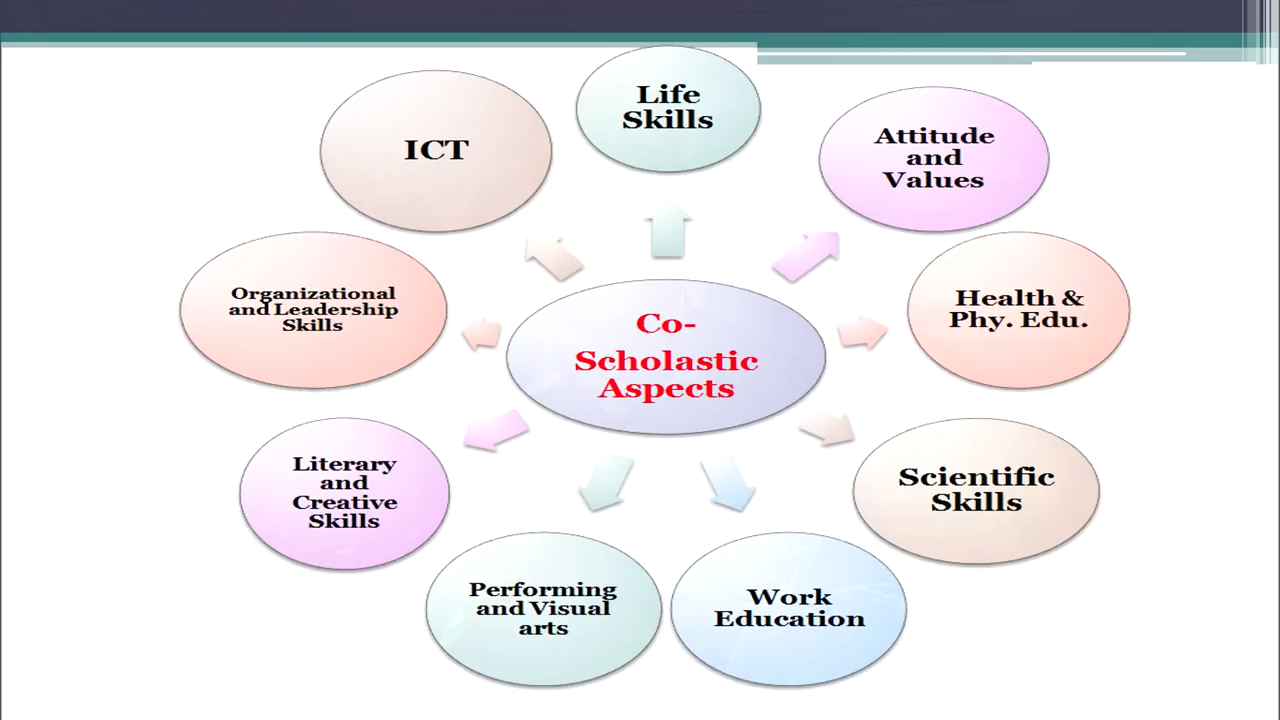 Life
Skills
Attitude
and
Values
Health &
Phy. Edu.
Scientific
Skills
Work
Education
Performing
and Visual
arts
Literary
and
Creative
Skills
Organizational
and Leadership
Skills
ICT
Co-
Scholastic
Aspects